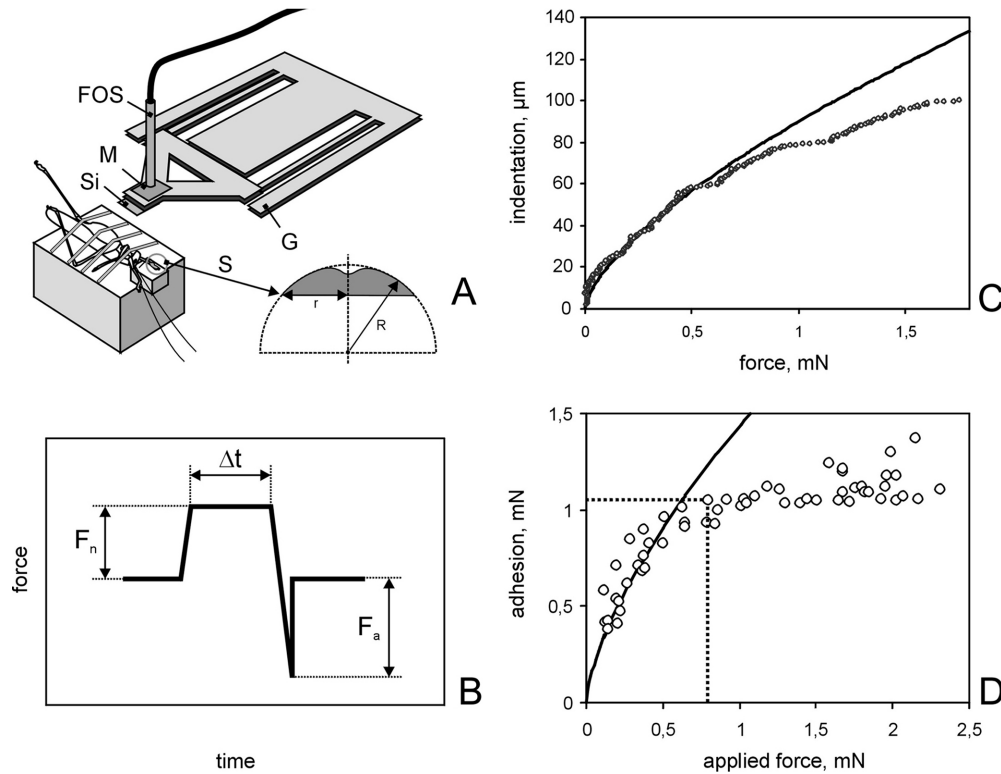 FOS
M
Si
G
S
r
R
A
140
120
100
80
60
40
20
0
indentation, µm
0
0,5
1
1,5
force, mN
C
Δt
Fn
Fa
force
time
B
1,5
1
0,5
0
adhesion, mN
0
0,5
1
1,5
2
2,5
applied force, mN
D